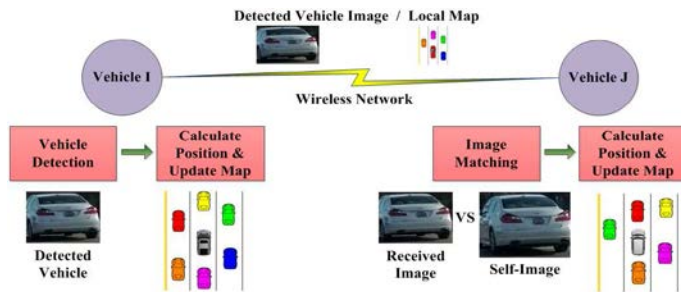 Detected Vehicle Image / Local Map
Vehicle I
Vehicle J
Wireless Network
Vehicle
Detection
Calculate
Position &
Update Map
Image
Matching
Calculate
Position &
Update Map
VS
Detected
Vehicle
Received
Image
Self-Image